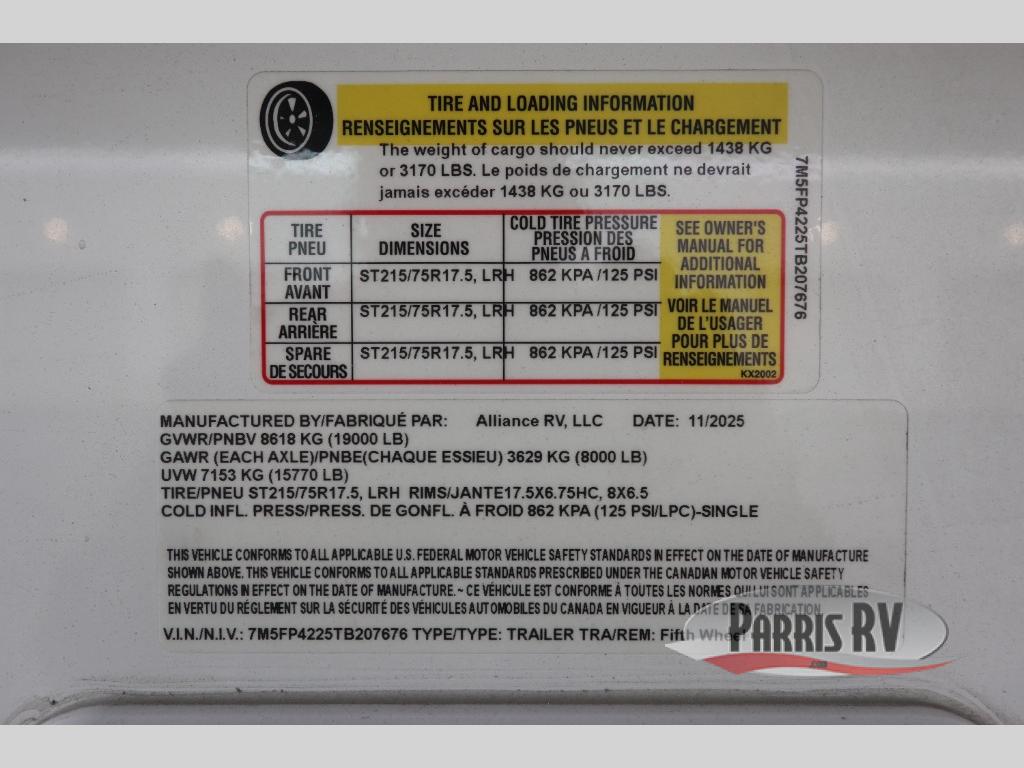 TIRE AND LOADING INFORMATION
RENSEIGNEMENTS SUR LES PNEUS ET LE CHARGEMENT
The weight of cargo should never exceed 1438 KG
or 3170 LBS. Le poids de chargement ne devrait
jamais excéder 1438 KG ou 3170 LBS.
7M5FP4225TB207676
TIRE
PNEU
SIZE
DIMENSIONS
COLD TIRE PRESSURE
PRESSION DES
PNEUS A FROID
SEE OWNER'S
MANUAL FOR
ADDITIONAL
INFORMATION
VOIR LE MANUEL
DE L'USAGER
POUR PLUS DE
RENSEIGNEMENTS
KX2002
FRONT
AVANT
ST215/75R17.5, LRH 862 KPA /125 PSI
REAR
ARRIÈRE
ST215/75R17.5, LRH 862 KPA /125 PSI
SPARE
DE SECOURS
ST215/75R17.5, LRH 862 KPA /125 PSI
MANUFACTURED BY/FABRIQUÉ PAR: Alliance RV, LLC DATE: 11/2025
GVWR/PNBV 8618 KG (19000 LB)
GAWR (EACH AXLE)/PNBE(CHAQUE ESSIEU) 3629 KG (8000 LB)
UVW 7153 KG (15770 LB)
TIRE/PNEU ST215/75R17.5, LRH RIMS/JANTE17.5X6.75HC, 8X6.5
COLD INFL. PRESS/PRESS. DE GONFL. À FROID 862 KPA (125 PSI/LPC)-SINGLE
THIS VEHICLE CONFORMS TO ALL APPLICABLE U.S. FEDERAL MOTOR VEHICLE SAFETY STANDARDS IN EFFECT ON THE DATE OF MANUFACTURE
SHOWN ABOVE. THIS VEHICLE CONFORMS TO ALL APPLICABLE STANDARDS PRESCRIBED UNDER THE CANADIAN MOTOR VEHICLE SAFETY
REGULATIONS IN EFFECT ON THE DATE OF MANUFACTURE. ~ CE VÉHICULE EST CONFORME À TOUTES LES NORMES QUI LUI SONT APPLICABLES
EN VERTU DU RÉGLEMENT SUR LA SÉCURITÉ DES VÉHICULES AUTOMOBILES DU CANADA EN VIGUEUR À LA DATE DE SA FABRICATION.
V.I.N./N.I.V.: 7M5FP4225TB207676 TYPE/TYPE: TRAILER TRA/REM: Fifth Wheel
PARRIS RV
.com